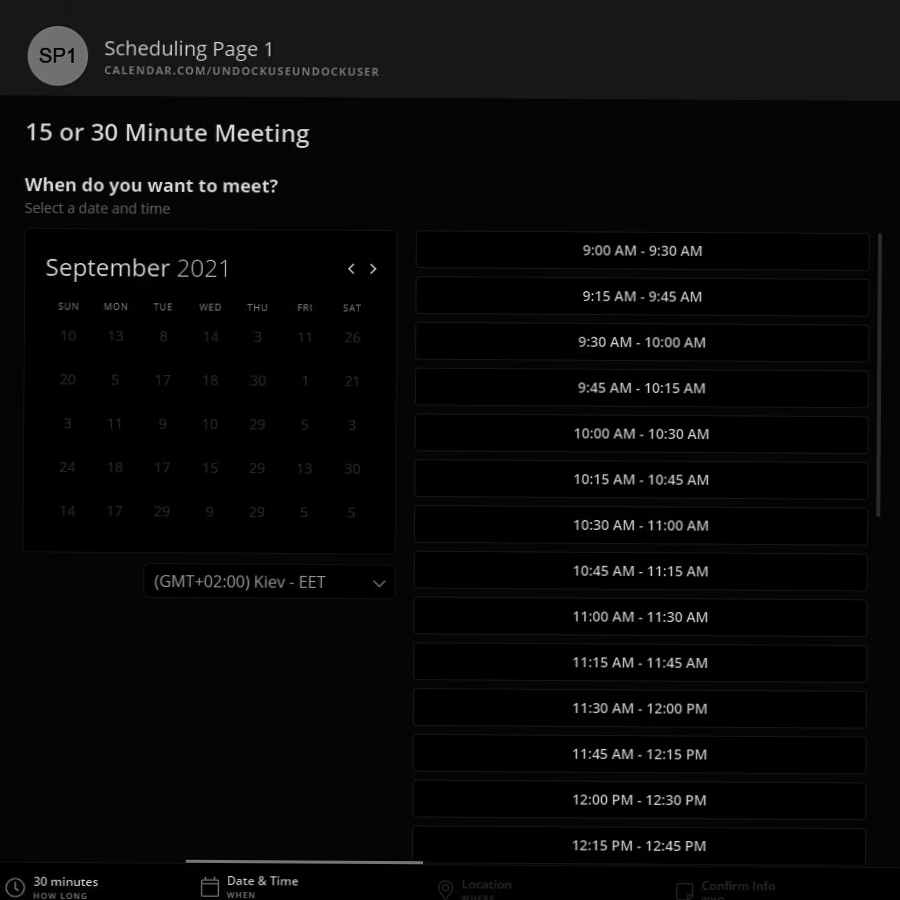 SP1
Scheduling Page 1
CALENDAR.COM/UNDOCKUSEUNDOCKUSER
15 or 30 Minute Meeting
When do you want to meet?
Select a date and time
September 2021
SUN MON TUE WED THU FRI SAT
10 13 8 14 3 11 26
20 5 17 18 30 1 21
3 11 9 10 29 5 3
24 18 17 15 29 13 30
14 17 29 9 29 5 5
(GMT+02:00) Kiev - EET
9:00 AM - 9:30 AM
9:15 AM - 9:45 AM
9:30 AM - 10:00 AM
9:45 AM - 10:15 AM
10:00 AM - 10:30 AM
10:15 AM - 10:45 AM
10:30 AM - 11:00 AM
10:45 AM - 11:15 AM
11:00 AM - 11:30 AM
11:15 AM - 11:45 AM
11:30 AM - 12:00 PM
11:45 AM - 12:15 PM
12:00 PM - 12:30 PM
12:15 PM - 12:45 PM
30 minutes
HOW LONG
Date & Time
WHEN
Location
WHERE
Confirm Info
WHO